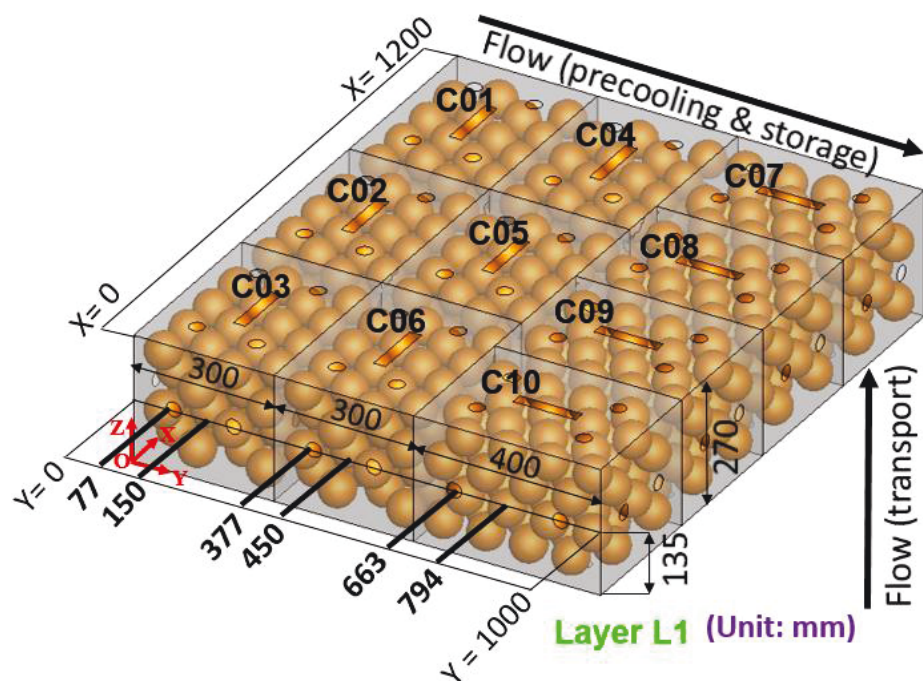 Flow (precooling & storage)
X= 1200
C01
C04
C07
C02
C05
C08
C03
C06
C09
C10
X= 0
300
300
400
270
135
Z
X
O
Y
Y= 0
77
150
377
450
663
794
Y = 1000
Flow (transport)
Layer L1 (Unit: mm)